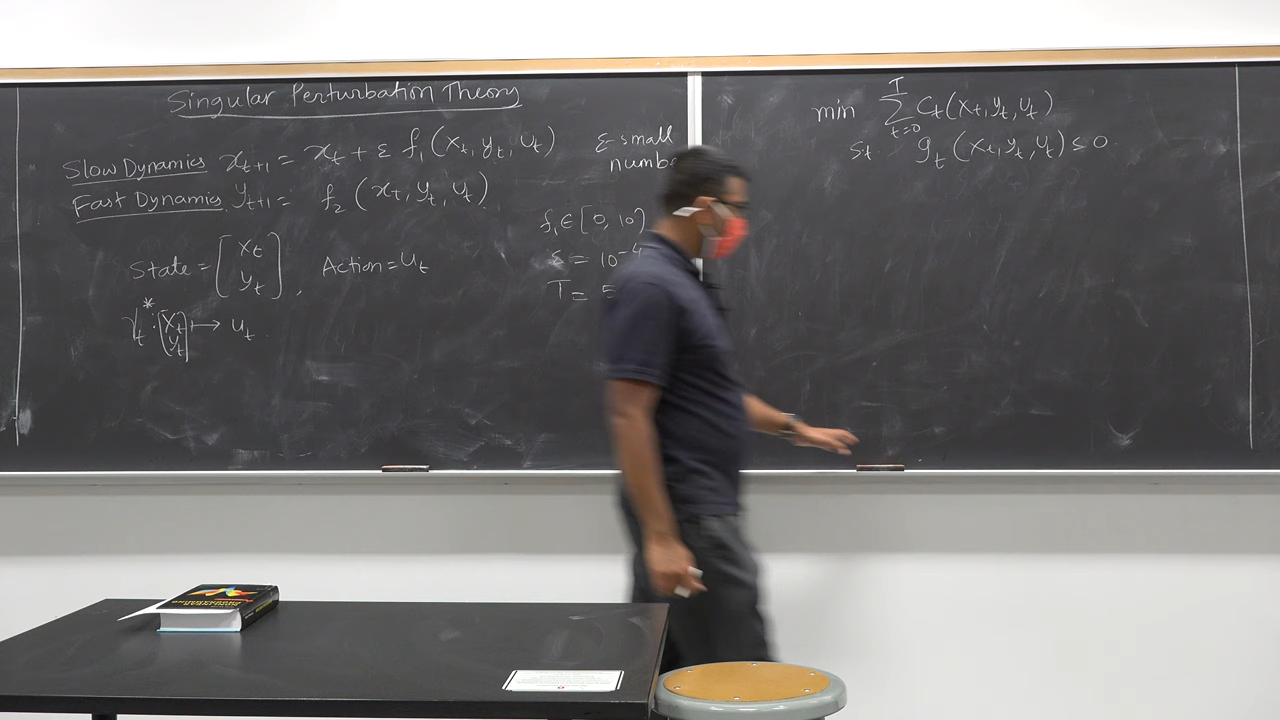 Singular Perturbation Theory
Slow Dynamics x_{t+1} = x_t + ε f_1(x_t, y_t, u_t)
ε-small
Fast Dynamics y_{t+1} = f_2(x_t, y_t, u_t)
f_1 ∈ [0, 10]
State = [x_t y_t], Action = u_t
ε = 10^{-4}
T =
γ_t^*: [x_t y_t] ↦ u_t
min ∑_{t=0}^{T} C_t(x_t, y_t, u_t)
st g_t(x_t, y_t, u_t) ≤ 0